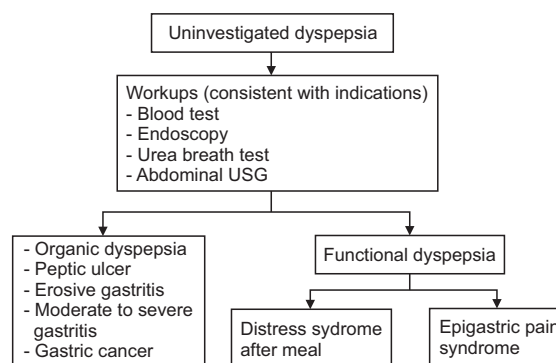 Uninvestigated dyspepsia
Workups (consistent with indications)
- Blood test
- Endoscopy
- Urea breath test
- Abdominal USG
- Organic dyspepsia
- Peptic ulcer
- Erosive gastritis
- Moderate to severe
gastritis
- Gastric cancer
Functional dyspepsia
Distress sydrome
after meal
Epigastric pain
syndrome